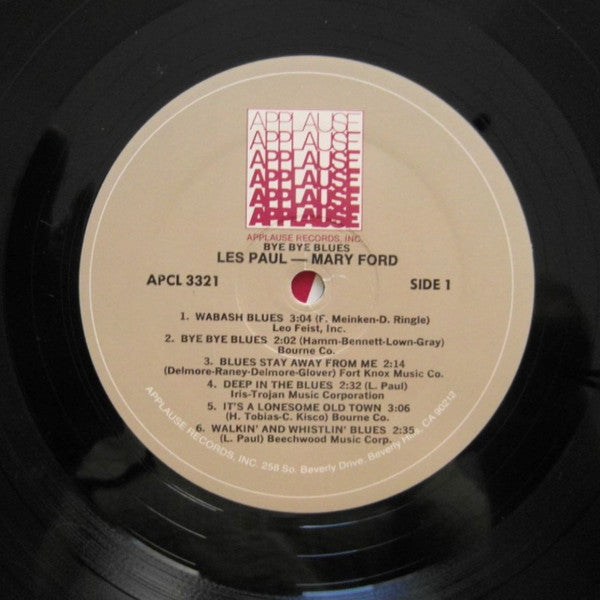 APPLAUSE
APPLAUSE
APPLAUSE
APPLAUSE
APPLAUSE
APPLAUSE
APPLAUSE RECORDS, INC.
BYE BYE BLUES
LES PAUL — MARY FORD
APCL 3321
SIDE 1
1. WABASH BLUES 3:04 (F. Meinken-D. Ringle)
Leo Feist, Inc.
2. BYE BYE BLUES 2:02 (Hamm-Bennett-Lown-Gray)
Bourne Co.
3. BLUES STAY AWAY FROM ME 2:14
(Delmore-Raney-Delmore-Glover) Fort Knox Music Co.
4. DEEP IN THE BLUES 2:32 (L. Paul)
Iris-Trojan Music Corporation
5. IT'S A LONESOME OLD TOWN 3:06
(H. Tobias-C. Kisco) Bourne Co.
6. WALKIN' AND WHISTLIN' BLUES 2:35
(L. Paul) Beechwood Music Corp.
APPLAUSE RECORDS, INC. 258 So. Beverly Drive, Beverly Hills, CA 90212